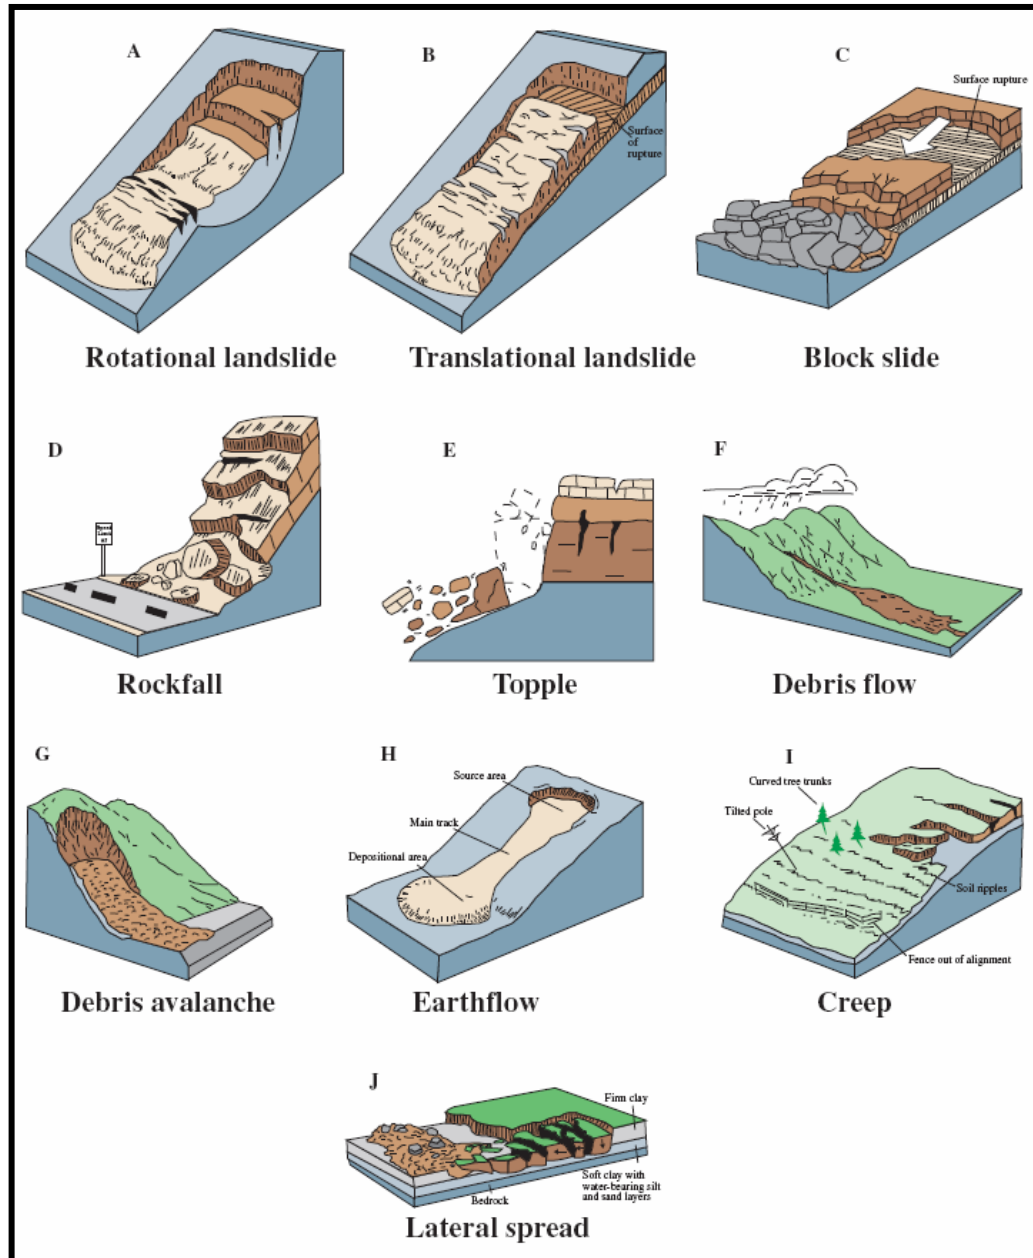 A
B
C
Surface rupture
Surface
of
rupture
Toe
Rotational landslide
Translational landslide
Block slide
D
E
F
Rockfall
Topple
Debris flow
G
H
I
Source area
Main track
Depositional area
Curved tree trunks
Tilted pole
Soil ripples
Fence out of alignment
Debris avalanche
Earthflow
Creep
J
Firm clay
Soft clay with
water-bearing silt
and sand layers
Bedrock
Lateral spread